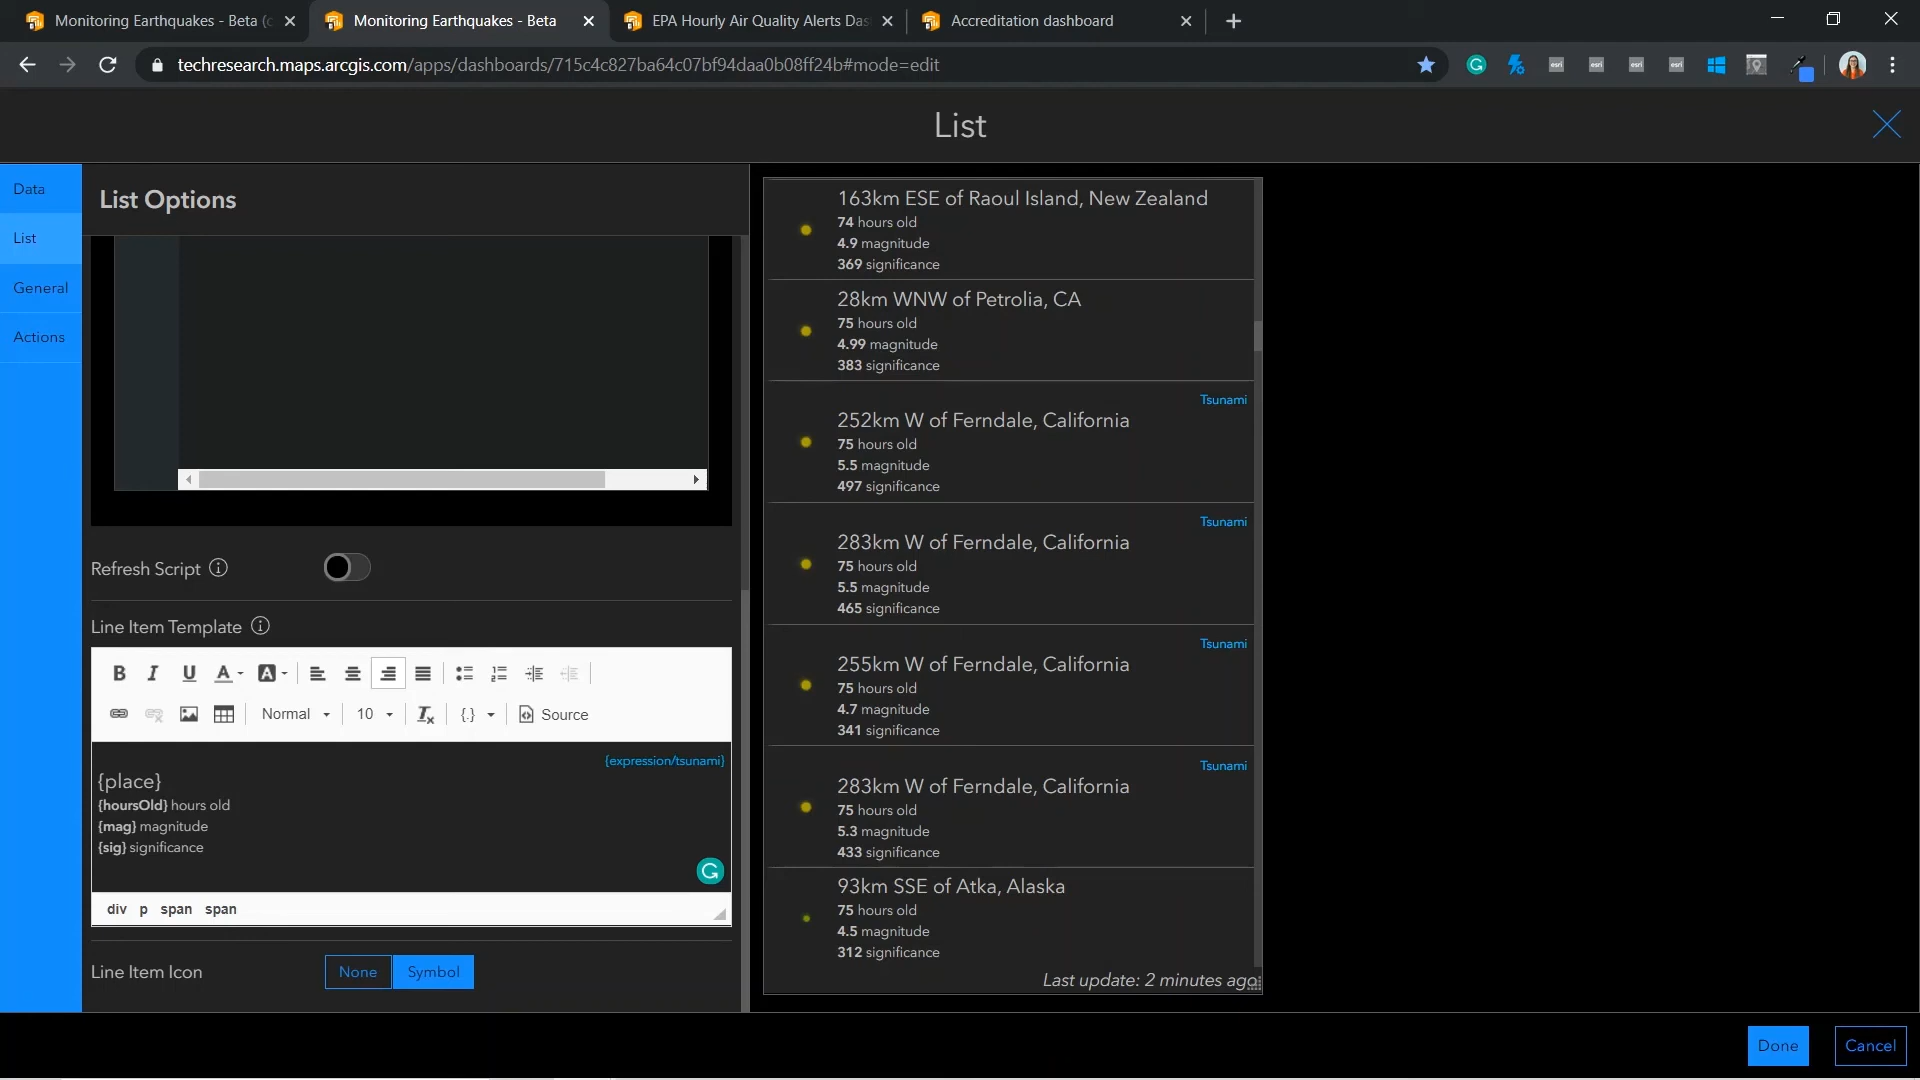 Monitoring Earthquakes - Beta (c
Monitoring Earthquakes - Beta
EPA Hourly Air Quality Alerts Das
Accreditation dashboard
techresearch.maps.arcgis.com/apps/dashboards/715c4c827ba64c07bf94daa0b08ff24b#mode=edit
esri
esri
esri
esri
List
Data
List
General
Actions
List Options
Refresh Script
Line Item Template
B I U A A
Normal
10
{.}
Source
{expression/tsunami}
{place}
{hoursOld} hours old
{mag} magnitude
{sig} significance
div p span span
Line Item Icon
None
Symbol
163km ESE of Raoul Island, New Zealand
74 hours old
4.9 magnitude
369 significance
28km WNW of Petrolia, CA
75 hours old
4.99 magnitude
383 significance
Tsunami
252km W of Ferndale, California
75 hours old
5.5 magnitude
497 significance
Tsunami
283km W of Ferndale, California
75 hours old
5.5 magnitude
465 significance
Tsunami
255km W of Ferndale, California
75 hours old
4.7 magnitude
341 significance
Tsunami
283km W of Ferndale, California
75 hours old
5.3 magnitude
433 significance
93km SSE of Atka, Alaska
75 hours old
4.5 magnitude
312 significance
Last update: 2 minutes ago
Done
Cancel